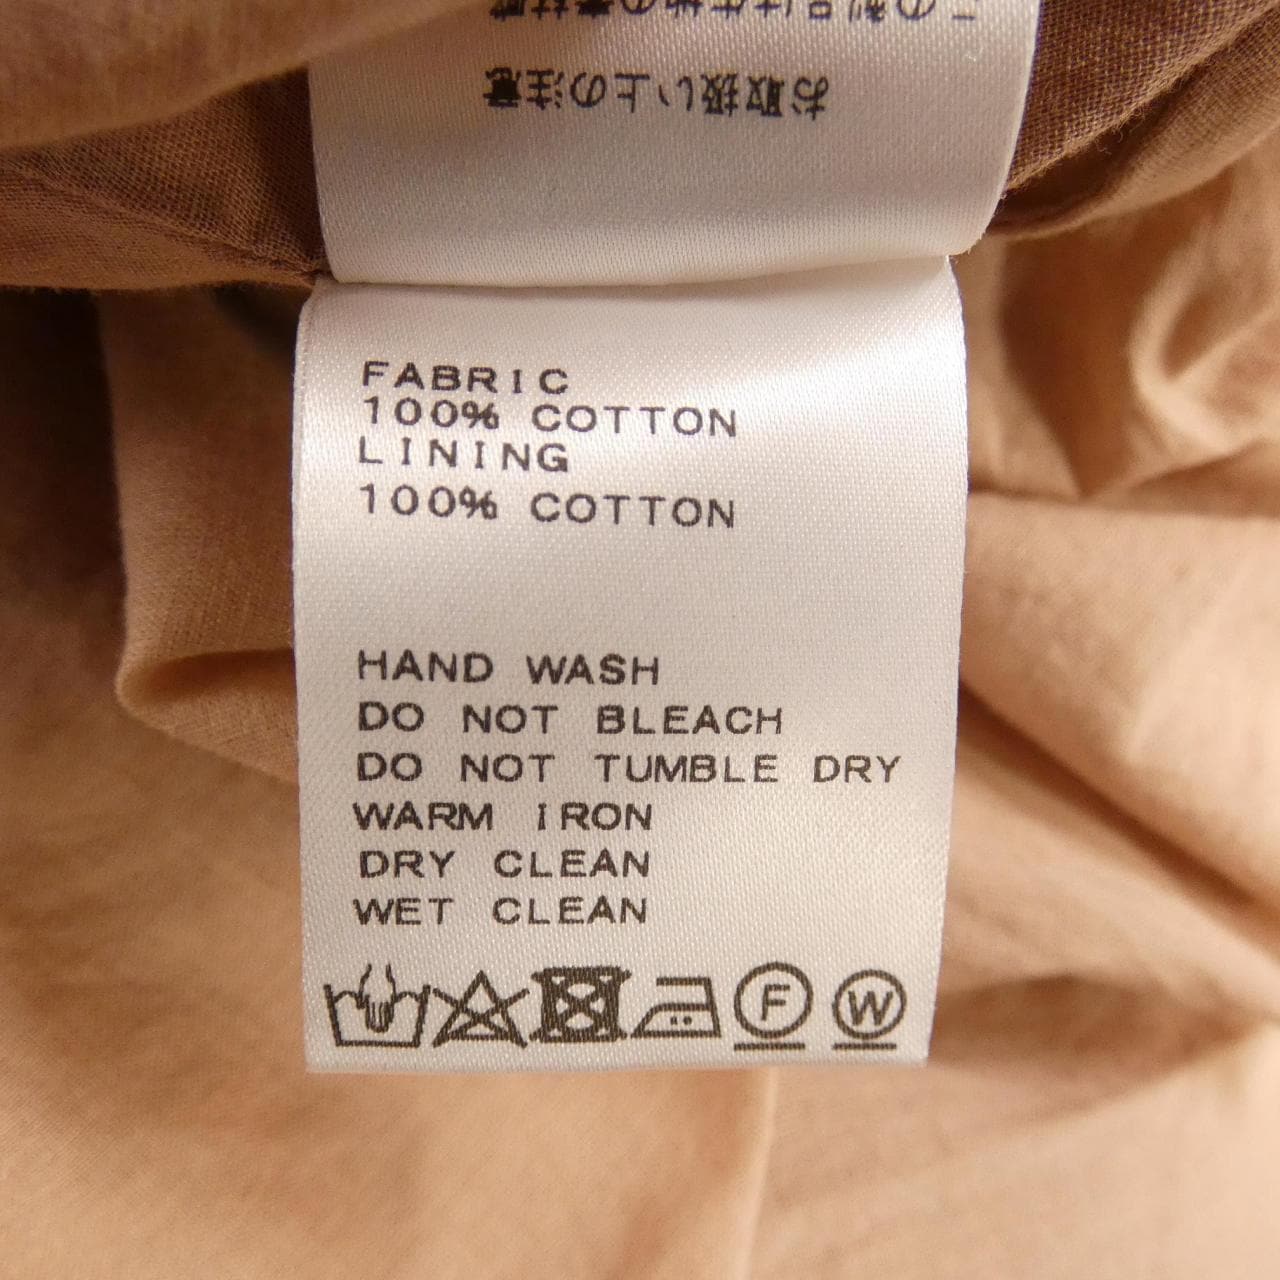 お取扱い上の注意
FABRIC
100% COTTON
LINING
100% COTTON
HAND WASH
DO NOT BLEACH
DO NOT TUMBLE DRY
WARM IRON
DRY CLEAN
WET CLEAN
F W